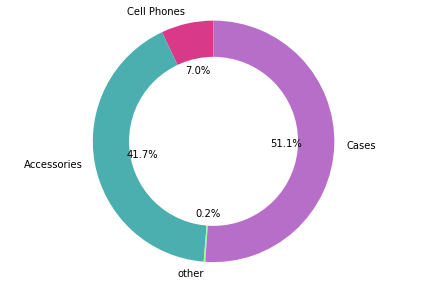 Cell Phones
7.0%
51.1%
Cases
41.7%
Accessories
0.2%
other